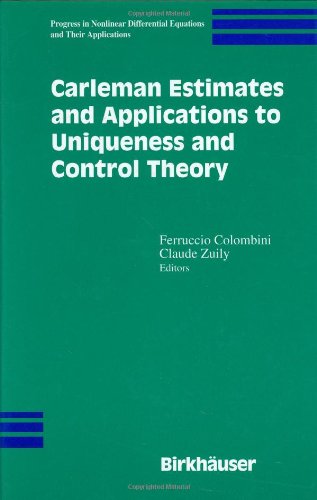 Progress in Nonlinear Differential Equations
and Their Applications
Carleman Estimates
and Applications to
Uniqueness and
Control Theory
Ferruccio Colombini
Claude Zuily
Editors
Birkhäuser